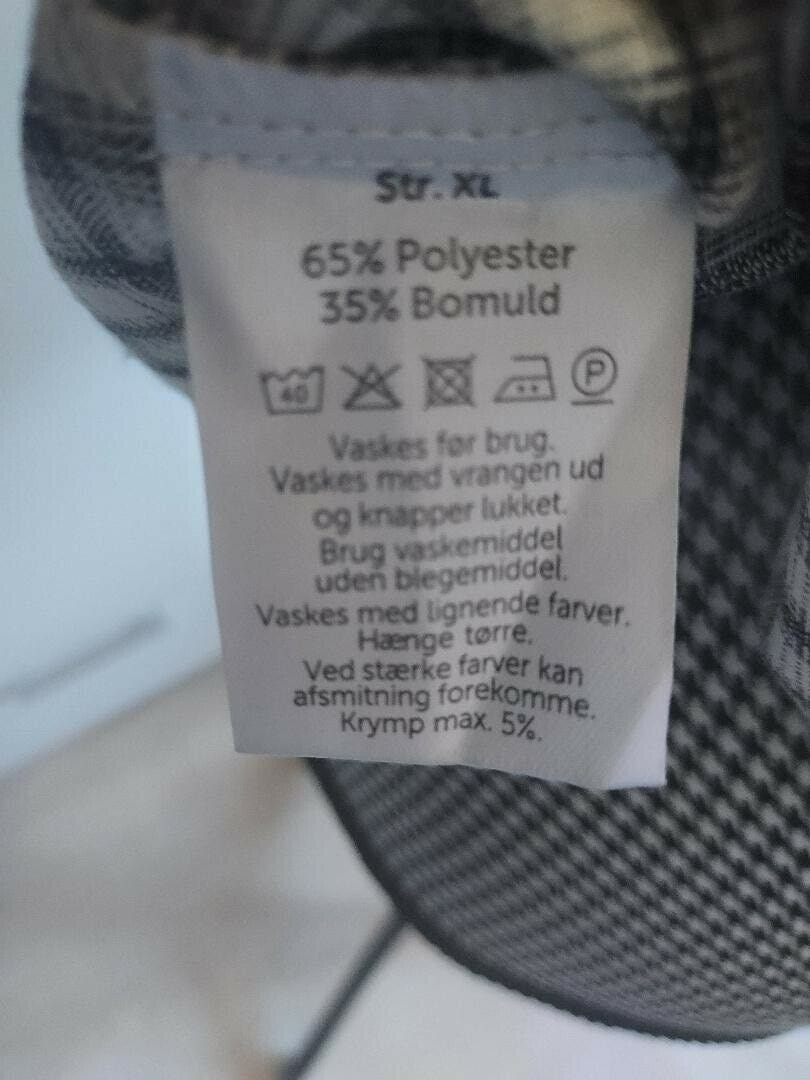 Str. XL
65% Polyester
35% Bomuld
40 P
Vaskes før brug.
Vaskes med vrangen ud
og knapper lukket.
Brug vaskemiddel
uden blegemiddel.
Vaskes med lignende farver.
Hænge tørre.
Ved stærke farver kan
afsmitning forekomme.
Krymp max. 5%.